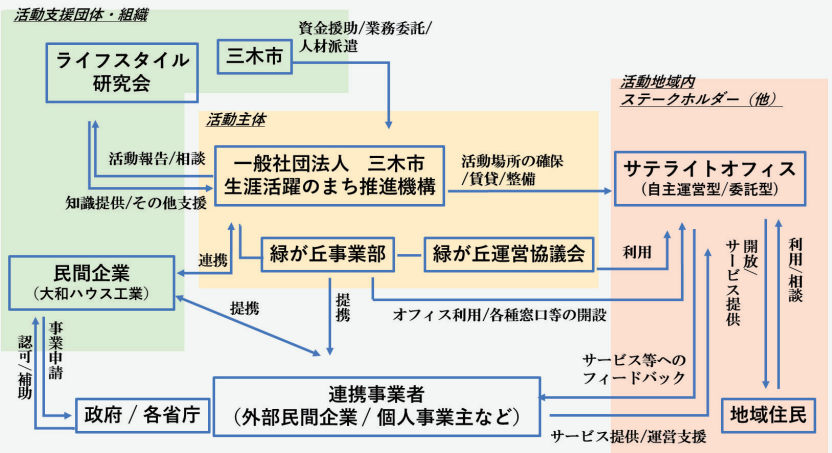 活動支援団体・組織
ライフスタイル
研究会
三木市
資金援助/業務委託/
人材派遣
活動地域内
ステークホルダー（他）
活動主体
活動報告/相談
一般社団法人　三木市
生涯活躍のまち推進機構
活動場所の確保
/賃貸/整備
サテライトオフィス
（自主運営型/委託型）
知識提供/その他支援
連携
緑が丘事業部
緑が丘運営協議会
利用
開放/
サービス提供
利用/相談
民間企業
（大和ハウス工業）
提携
提携
オフィス利用/各種窓口等の開設
事業申請
認可/補助
サービス等への
フィードバック
政府 / 各省庁
連携事業者
（外部民間企業 / 個人事業主など）
地域住民
サービス提供/運営支援